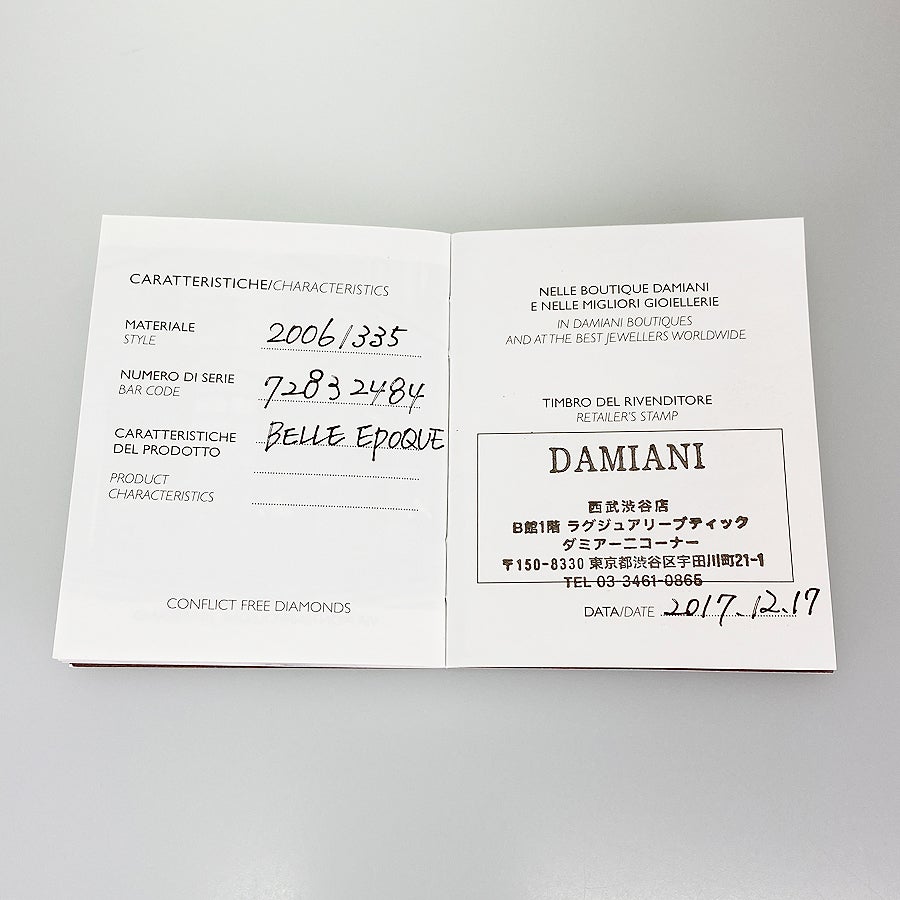 CARATTERISTICHE/CHARACTERISTICS
MATERIALE 2006/335
STYLE
NUMERO DI SERIE 72832484
BAR CODE
CARATTERISTICHE BELLE EPOQUE
DEL PRODOTTO
PRODUCT
CHARACTERISTICS
CONFLICT FREE DIAMONDS
NELLE BOUTIQUE DAMIANI
E NELLE MIGLIORI GIOIELLERIE
IN DAMIANI BOUTIQUES
AND AT THE BEST JEWELLERS WORLDWIDE
TIMBRO DEL RIVENDITORE
RETAILER'S STAMP
DAMIANI
西武渋谷店
B館1階 ラグジュアリーブティック
ダミアーニコーナー
〒150-8330 東京都渋谷区宇田川町21-1
TEL 03-3461-0865
DATA/DATE 2017.12.17